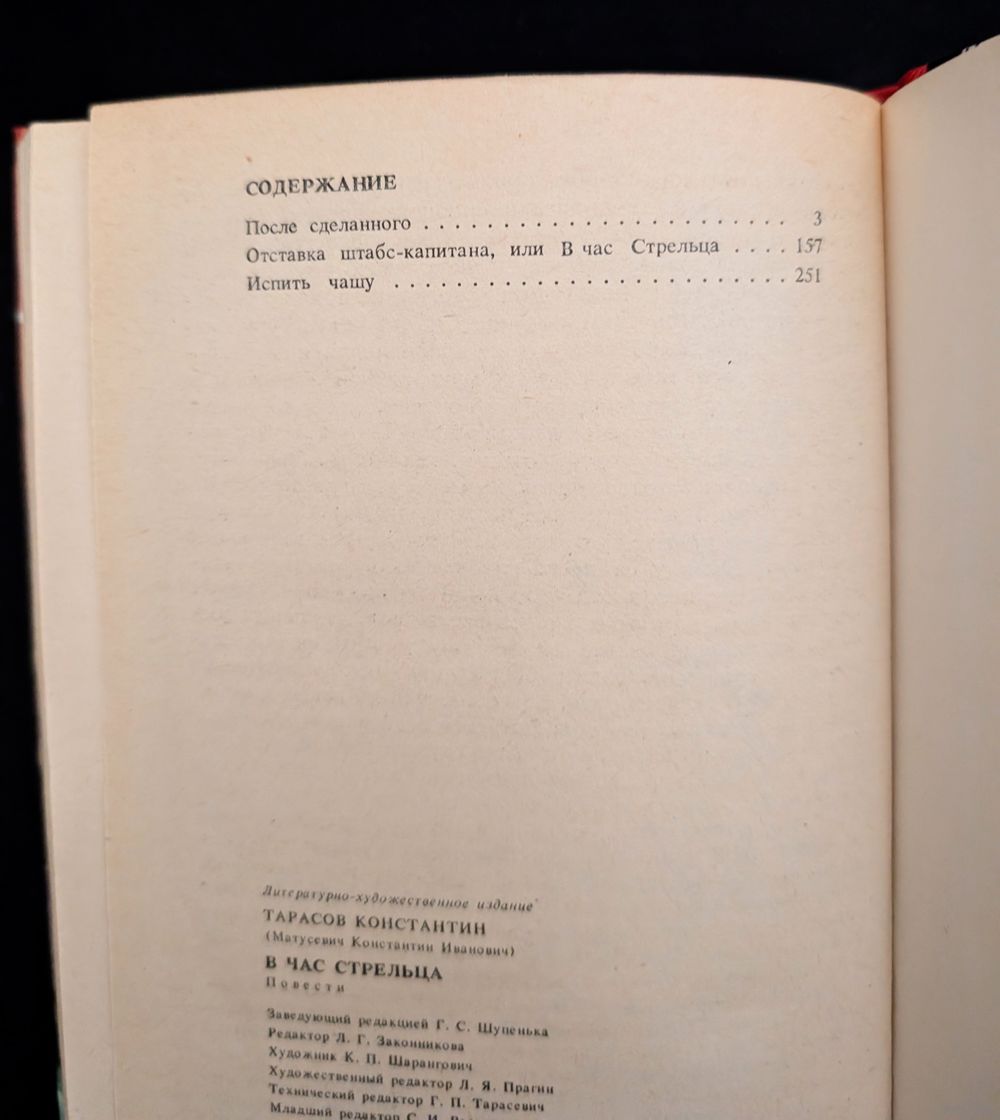 СОДЕРЖАНИЕ
После сделанного . . . . . . . . . . . . . . . . . . . . . . . 3
Отставка штабс-капитана, или В час Стрельца . . . . 157
Испить чашу . . . . . . . . . . . . . . . . . . . . . . . . . 251
Литературно-художественное издание
ТАРАСОВ КОНСТАНТИН
(Матусевич Константин Иванович)
В ЧАС СТРЕЛЬЦА
Повести
Заведующий редакцией Г. С. Шупенька
Редактор Л. Г. Законникова
Художник К. П. Шарангович
Художественный редактор Л. Я. Прагин
Технический редактор Г. П. Тарасевич
Младший редактор С. И.